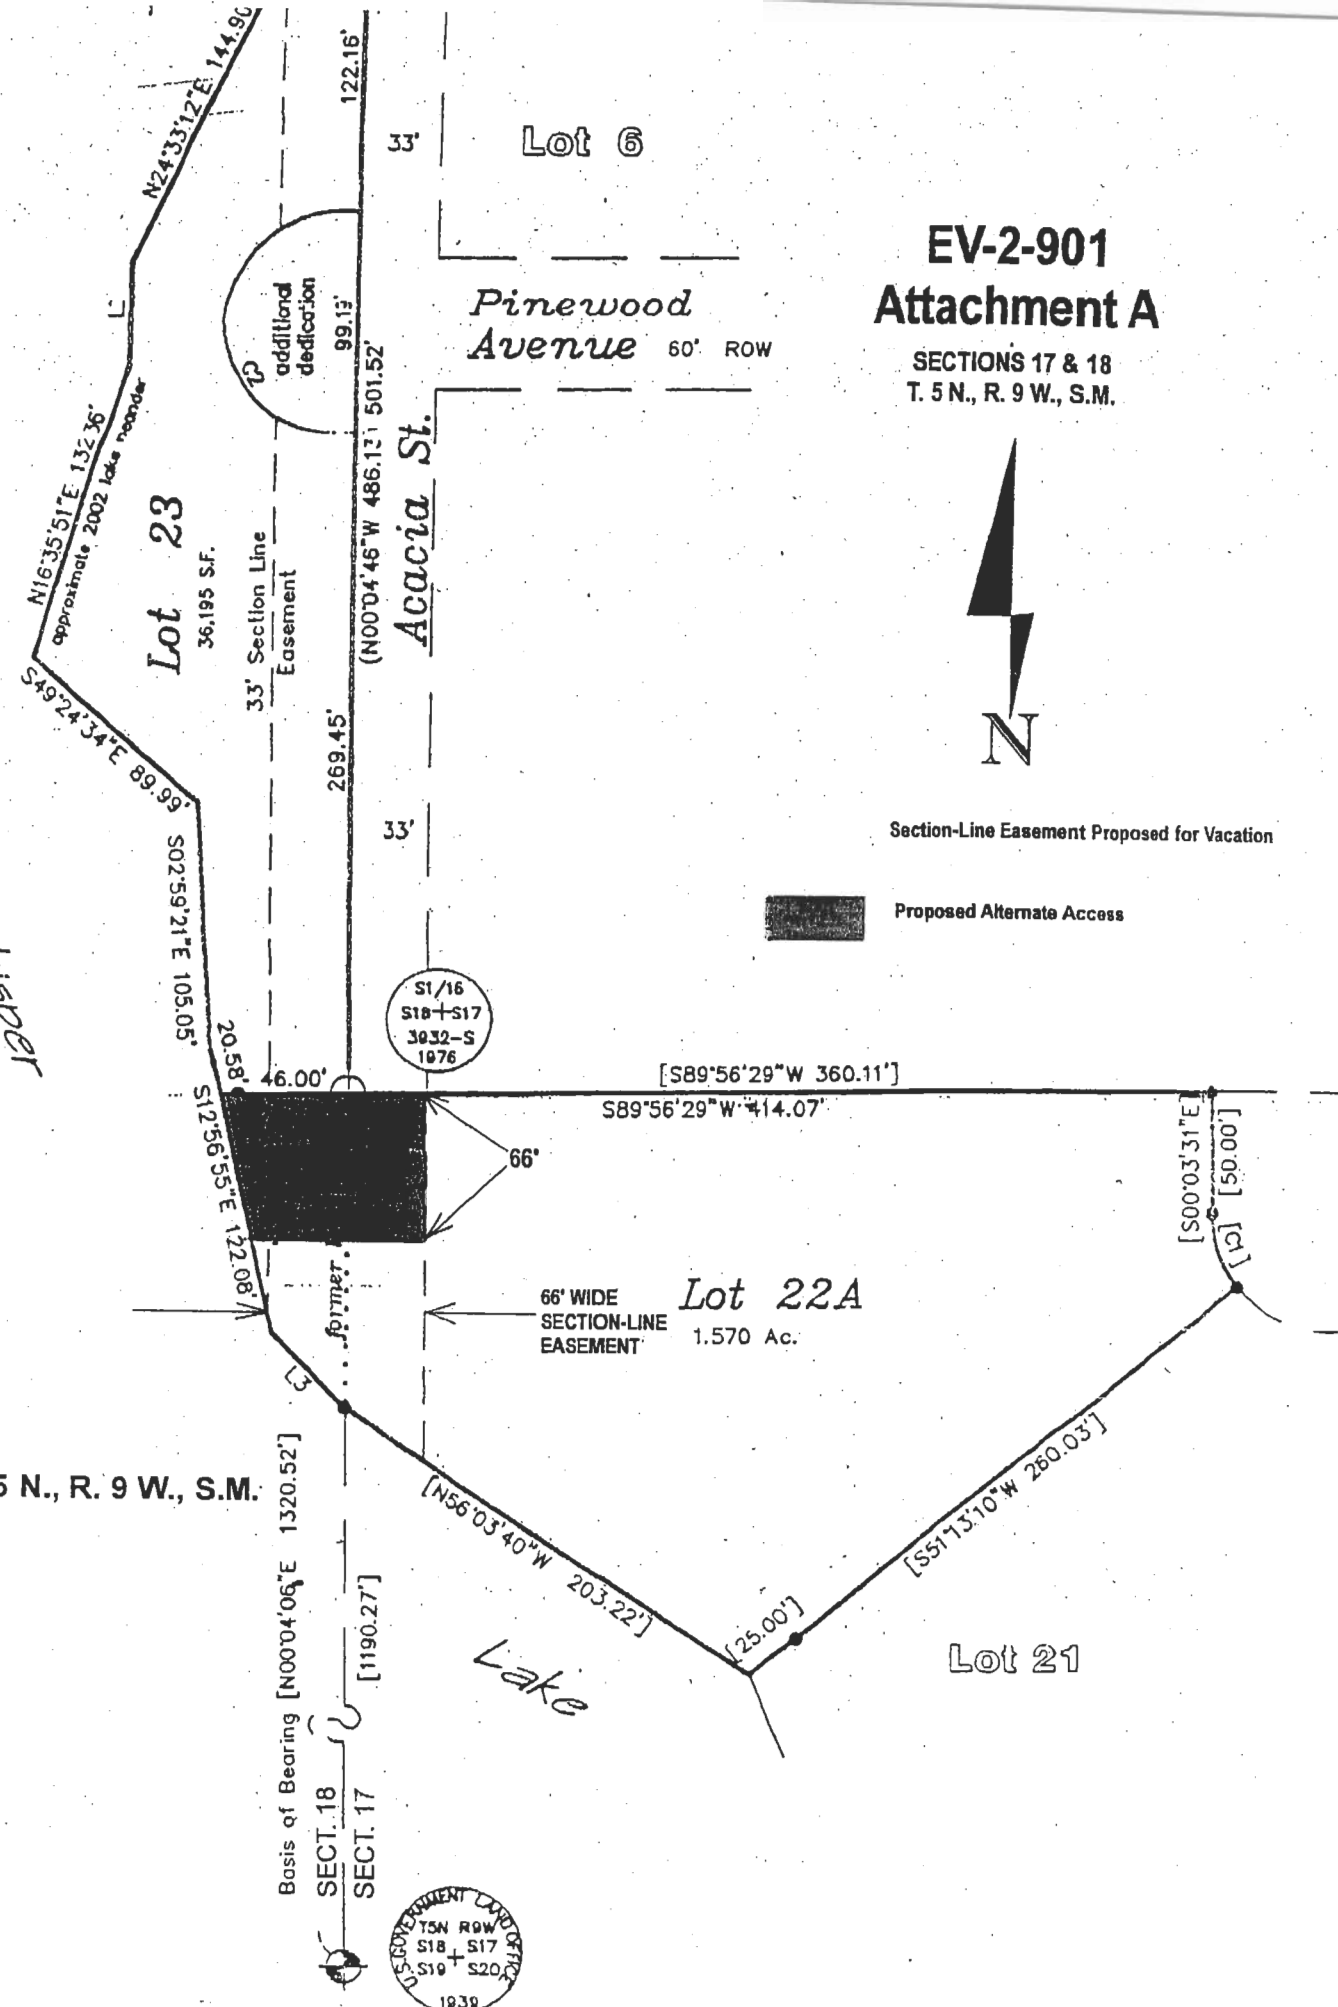 N24°33'12"E 144.90
122.16'
33'
Lot 6
EV-2-901
Attachment A
SECTIONS 17 & 18
T. 5 N., R. 9 W., S.M.
additional
dedication
99.13'
C2
Pinewood
Avenue 60' ROW
(N00°04'46"W 486.13') 501.52'
Acacia St.
N16°35'51"E 132.36'
approximate 2002 lake meander
Lot 23
36,195 S.F.
33' Section Line
Easement
N
S49°24'34"E 89.99'
269.45'
33'
Section-Line Easement Proposed for Vacation
Proposed Alternate Access
S02°59'21"E 105.05'
S1/16
S18 S17
3932-S
1976
20.58'
46.00'
[S89°56'29"W 360.11']
S89°56'29"W 414.07'
[S00°03'31"E
[50.00']
[C1]
66'
S12°56'55"E 122.08'
former
66' WIDE
SECTION-LINE
EASEMENT
Lot 22A
1.570 Ac.
L3
5 N., R. 9 W., S.M.
[N56°03'40"W 203.22']
[S51°13'10"W 260.03']
[25.00']
Basis of Bearing [N00°04'06"E 1320.52']
[1190.27']
Lake
Lot 21
SECT. 18
SECT. 17
U.S. GOVERNMENT LAND OFFICE
T5N R9W
S18 S17
S19 S20
1939